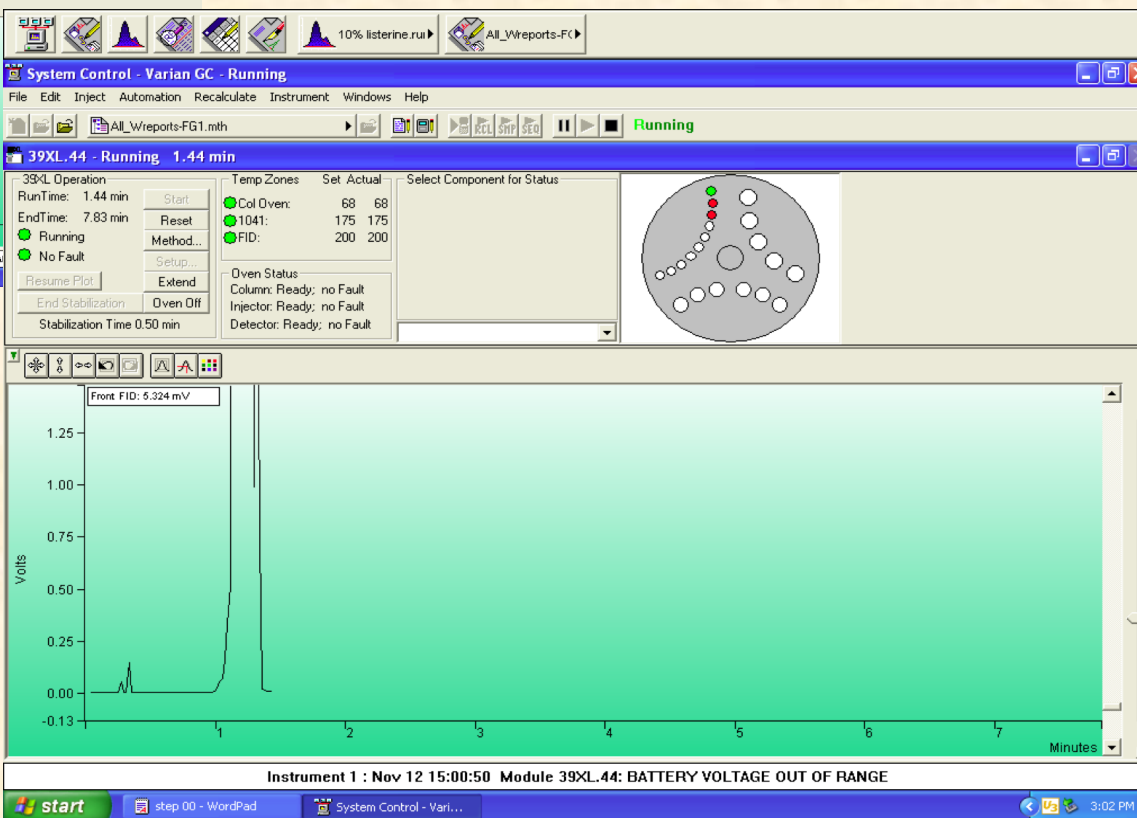 10% listerine.rui
All_Wreports-F(
System Control - Varian GC - Running
File Edit Inject Automation Recalculate Instrument Windows Help
All_Wreports-FG1.mth
RCL SMP SEQ
Running
39XL.44 - Running 1.44 min
39XL Operation
RunTime: 1.44 min Start
EndTime: 7.83 min Reset
Running Method...
No Fault Setup...
Resume Plot Extend
End Stabilization Oven Off
Stabilization Time 0.50 min
Temp Zones Set Actual
Col Oven: 68 68
1041: 175 175
FID: 200 200
Oven Status
Column: Ready; no Fault
Injector: Ready; no Fault
Detector: Ready; no Fault
Select Component for Status
Front FID: 5.324 mV
1.25
1.00
0.75
0.50
0.25
0.00
-0.13
Volts
1 2 3 4 5 6 7
Minutes
Instrument 1 : Nov 12 15:00:50 Module 39XL.44: BATTERY VOLTAGE OUT OF RANGE
start step 00 - WordPad System Control - Vari... 3:02 PM